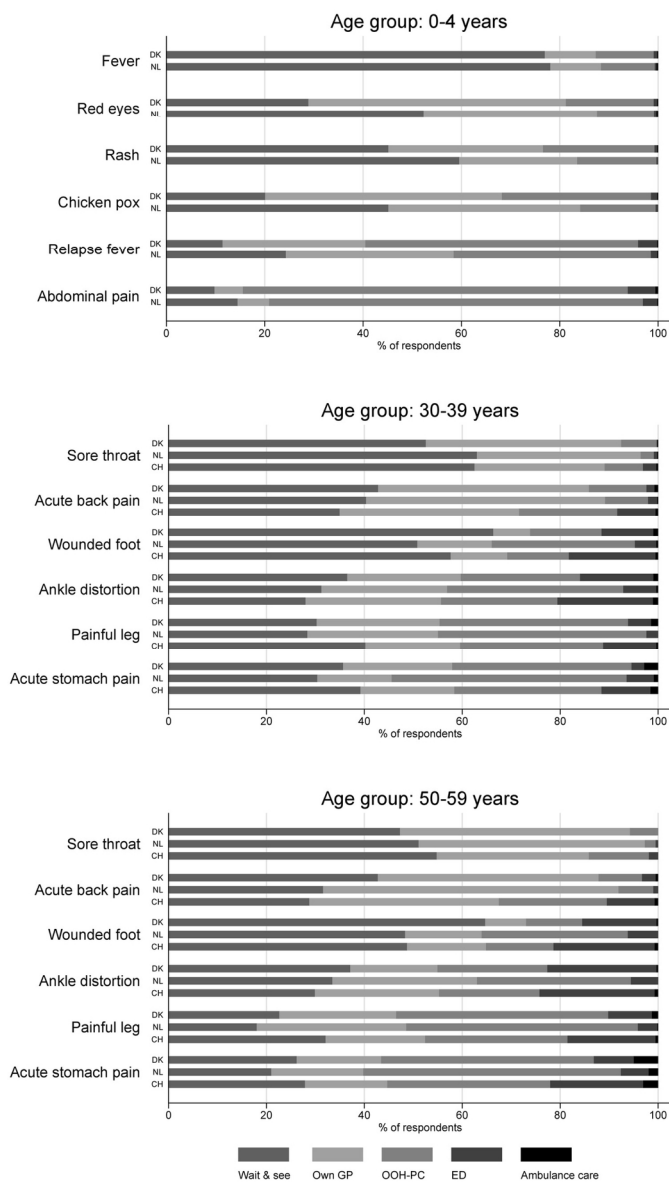 Age group: 0-4 years
Fever
DK
NL
Red eyes
DK
NL
Rash
DK
NL
Chicken pox
DK
NL
Relapse fever
DK
NL
Abdominal pain
DK
NL
0 20 40 60 80 100
% of respondents
Age group: 30-39 years
Sore throat
DK
NL
CH
Acute back pain
DK
NL
CH
Wounded foot
DK
NL
CH
Ankle distortion
DK
NL
CH
Painful leg
DK
NL
CH
Acute stomach pain
DK
NL
CH
0 20 40 60 80 100
% of respondents
Age group: 50-59 years
Sore throat
DK
NL
CH
Acute back pain
DK
NL
CH
Wounded foot
DK
NL
CH
Ankle distortion
DK
NL
CH
Painful leg
DK
NL
CH
Acute stomach pain
DK
NL
CH
0 20 40 60 80 100
% of respondents
Wait & see Own GP OOH-PC ED Ambulance care